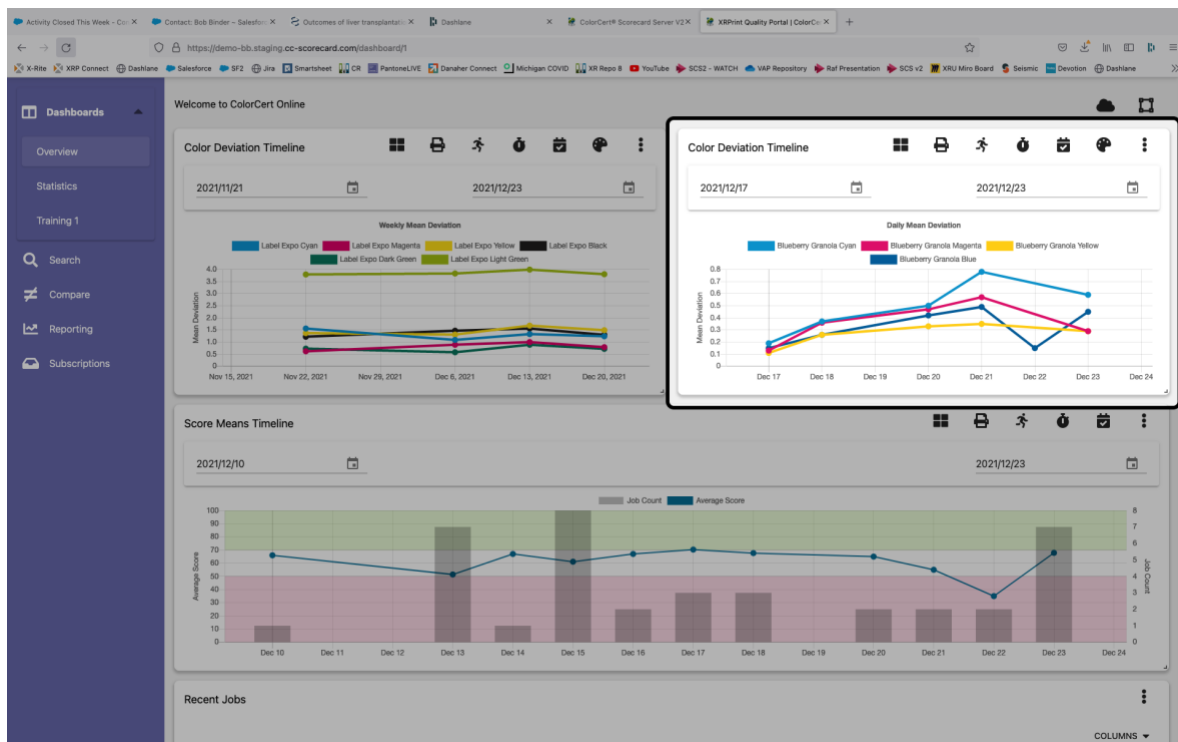 Activity Closed This Week - Con
Contact: Bob Binder ~ Salesforc
Outcomes of liver transplantatio
Dashlane
ColorCert® Scorecard Server V2
XRPrint Quality Portal | ColorCe
https://demo-bb.staging.cc-scorecard.com/dashboard/1
X-Rite XRP Connect Dashlane Salesforce SF2 Jira Smartsheet CR PantoneLIVE Danaher Connect Michigan COVID XR Repo 8 YouTube SCS2 - WATCH VAP Repository Raf Presentation SCS v2 XRU Miro Board Seismic Devotion Dashlane
Dashboards
Overview
Statistics
Training 1
Search
Compare
Reporting
Subscriptions
Welcome to ColorCert Online
Color Deviation Timeline
2021/11/21 2021/12/23
Weekly Mean Deviation
Label Expo Cyan Label Expo Magenta Label Expo Yellow Label Expo Black
Label Expo Dark Green Label Expo Light Green
Mean Deviation
4.0
3.5
3.0
2.5
2.0
1.5
1.0
0.5
0
Nov 15, 2021 Nov 22, 2021 Nov 29, 2021 Dec 6, 2021 Dec 13, 2021 Dec 20, 2021
Color Deviation Timeline
2021/12/17 2021/12/23
Daily Mean Deviation
Blueberry Granola Cyan Blueberry Granola Magenta Blueberry Granola Yellow
Blueberry Granola Blue
Mean Deviation
0.8
0.7
0.6
0.5
0.4
0.3
0.2
0.1
0
Dec 17 Dec 18 Dec 19 Dec 20 Dec 21 Dec 22 Dec 23 Dec 24
Score Means Timeline
2021/12/10 2021/12/23
Job Count Average Score
Average Score
100
90
80
70
60
50
40
30
20
10
0
8
7
6
5
4
3
2
1
0
Job Count
Dec 10 Dec 11 Dec 12 Dec 13 Dec 14 Dec 15 Dec 16 Dec 17 Dec 18 Dec 19 Dec 20 Dec 21 Dec 22 Dec 23 Dec 24
Recent Jobs
COLUMNS